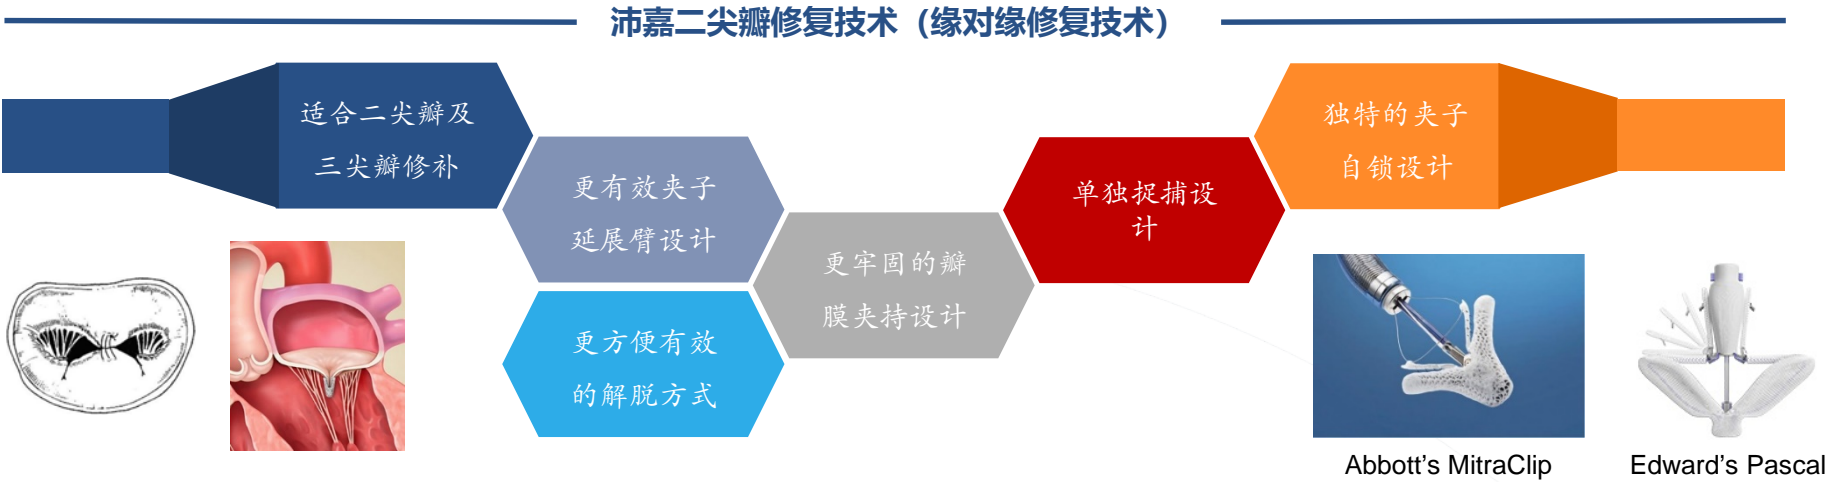 沛嘉二尖瓣修复技术（缘对缘修复技术）
适合二尖瓣及
三尖瓣修补
更有效夹子
延展臂设计
更方便有效
的解脱方式
更牢固的瓣
膜夹持设计
单独捉捕设
计
独特的夹子
自锁设计
Abbott's MitraClip
Edward's Pascal